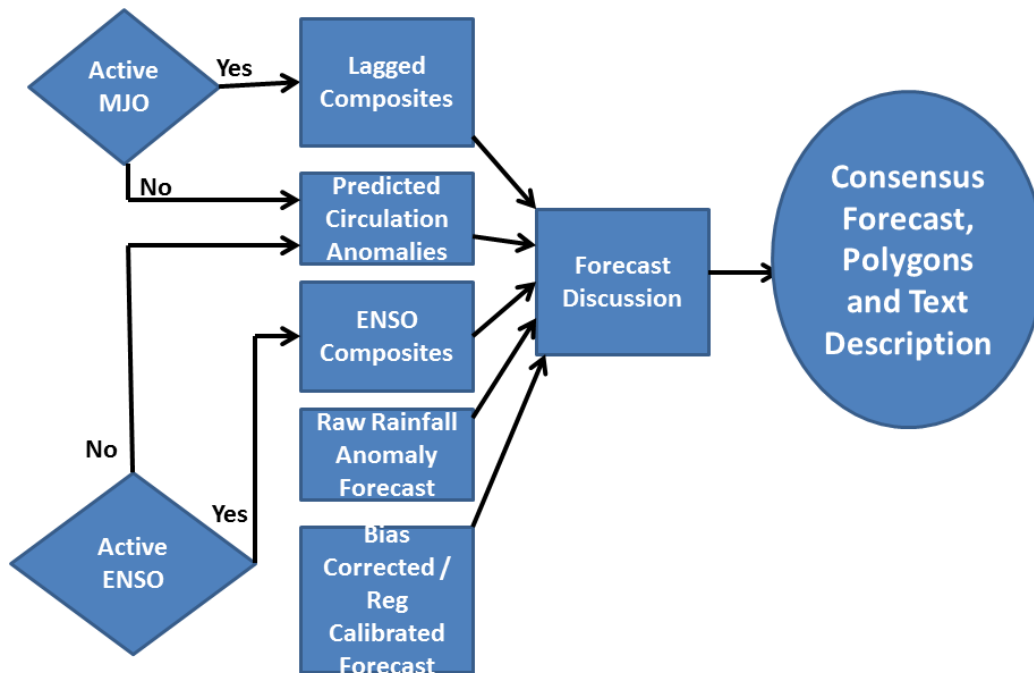 Active
MJO
Yes
No
Lagged
Composites
Predicted
Circulation
Anomalies
ENSO
Composites
Raw Rainfall
Anomaly
Forecast
Bias
Corrected /
Reg
Calibrated
Forecast
No
Yes
Active
ENSO
Forecast
Discussion
Consensus
Forecast,
Polygons
and Text
Description